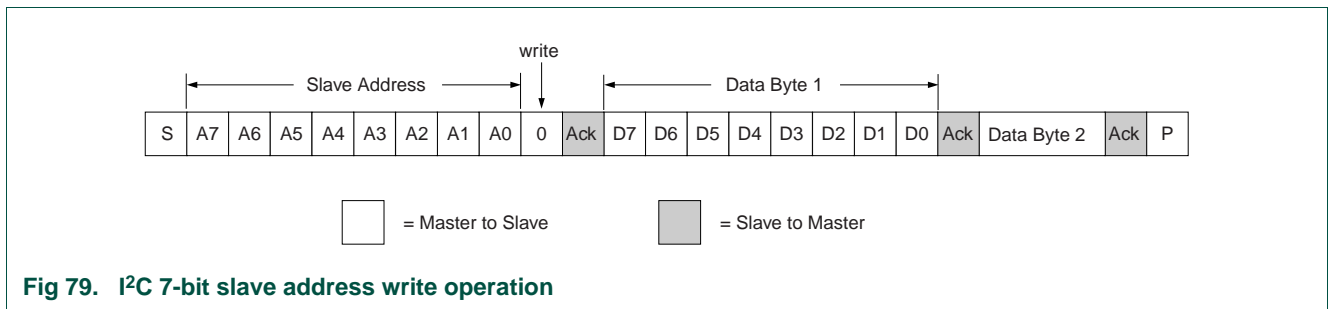 write
Slave Address
Data Byte 1
S A7 A6 A5 A4 A3 A2 A1 A0 0 Ack D7 D6 D5 D4 D3 D2 D1 D0 Ack Data Byte 2 Ack P
= Master to Slave = Slave to Master
Fig 79. I²C 7-bit slave address write operation